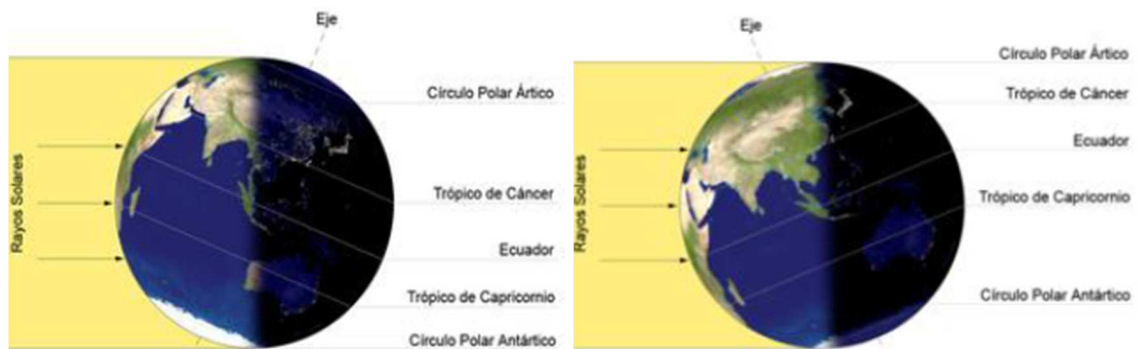 Eje
Círculo Polar Ártico
Rayos Solares
Trópico de Cáncer
Ecuador
Trópico de Capricornio
Círculo Polar Antártico
Eje
Círculo Polar Ártico
Trópico de Cáncer
Ecuador
Rayos Solares
Trópico de Capricornio
Círculo Polar Antártico